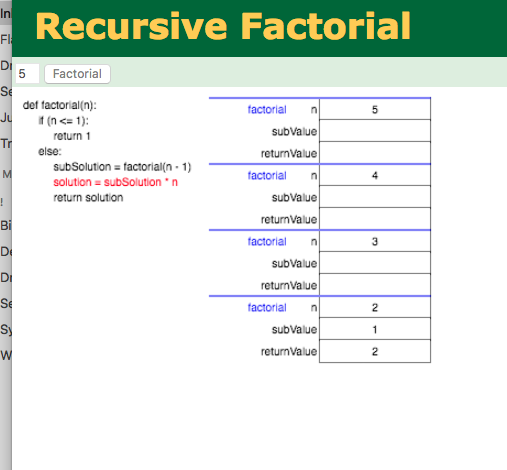 Recursive Factorial
5 Factorial
def factorial(n):
if (n <= 1):
return 1
else:
subSolution = factorial(n - 1)
solution = subSolution * n
return solution
factorial n 5
subValue
returnValue
factorial n 4
subValue
returnValue
factorial n 3
subValue
returnValue
factorial n 2
subValue 1
returnValue 2
In
Fl
D
Se
Ju
Tr
M
!
Bi
De
Dr
Se
Sy
W